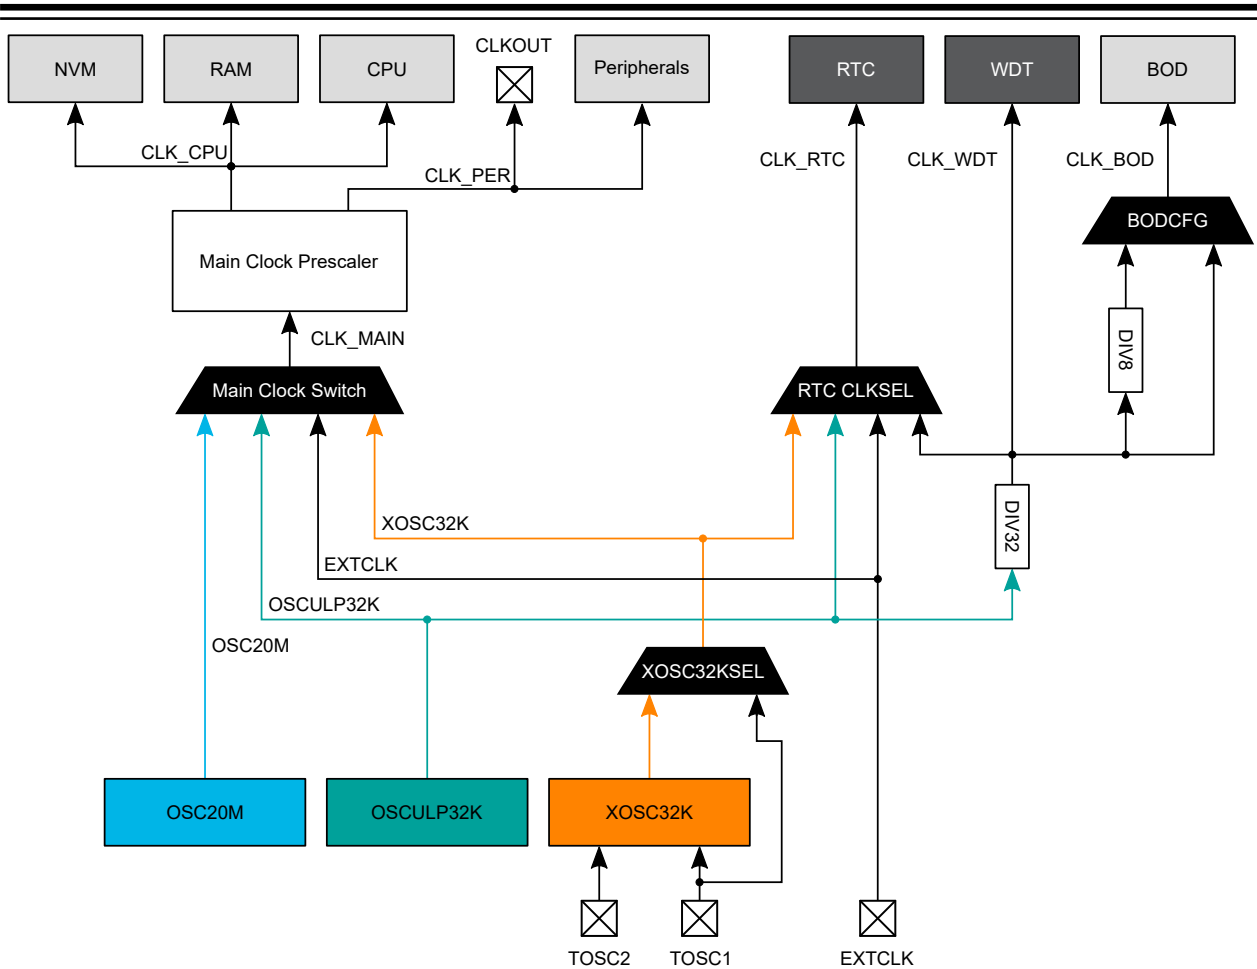 CLKOUT
NVM
RAM
CPU
Peripherals
RTC
WDT
BOD
CLK_CPU
CLK_PER
CLK_RTC
CLK_WDT
CLK_BOD
BODCFG
Main Clock Prescaler
CLK_MAIN
DIV8
Main Clock Switch
RTC CLKSEL
XOSC32K
DIV32
EXTCLK
OSCULP32K
OSC20M
XOSC32KSEL
OSC20M
OSCULP32K
XOSC32K
TOSC2
TOSC1
EXTCLK